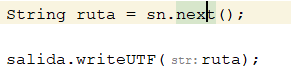 String ruta = sn.next();
salida.writeUTF( str: ruta);